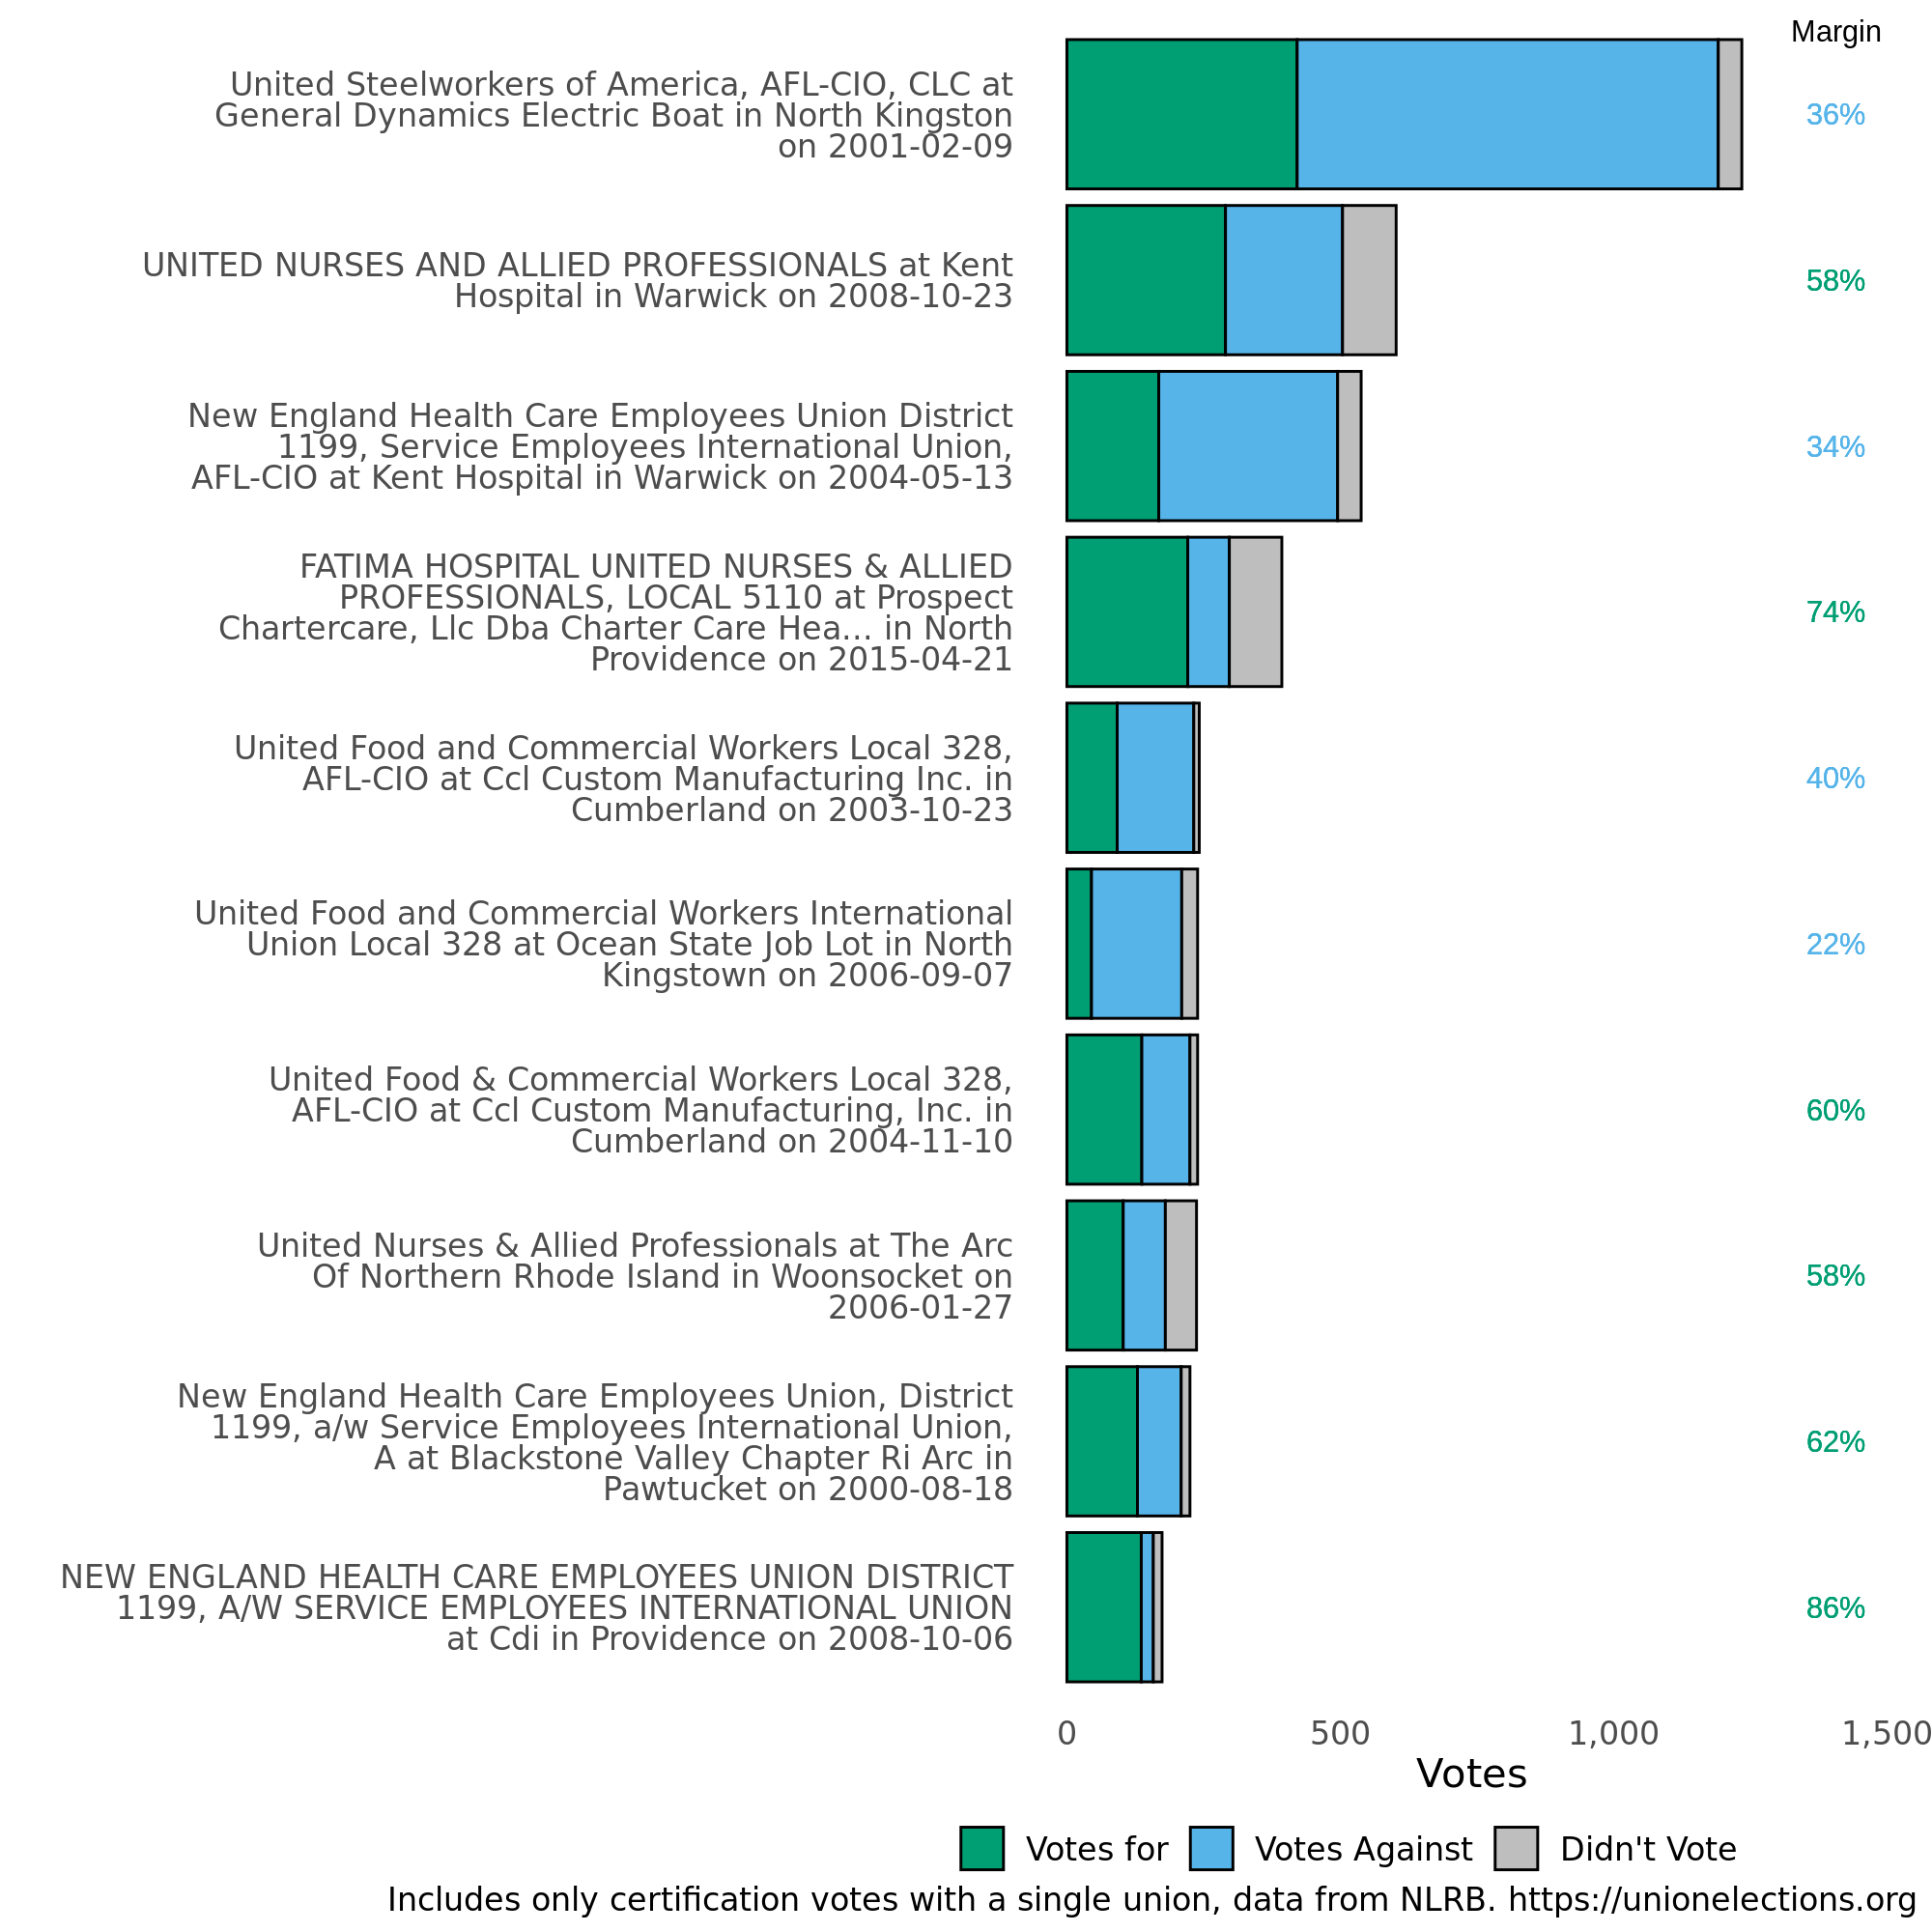 Margin
United Steelworkers of America, AFL-CIO, CLC at
General Dynamics Electric Boat in North Kingston
on 2001-02-09
36%
UNITED NURSES AND ALLIED PROFESSIONALS at Kent
Hospital in Warwick on 2008-10-23
58%
New England Health Care Employees Union District
1199, Service Employees International Union,
AFL-CIO at Kent Hospital in Warwick on 2004-05-13
34%
FATIMA HOSPITAL UNITED NURSES & ALLIED
PROFESSIONALS, LOCAL 5110 at Prospect
Chartercare, Llc Dba Charter Care Hea... in North
Providence on 2015-04-21
74%
United Food and Commercial Workers Local 328,
AFL-CIO at Ccl Custom Manufacturing Inc. in
Cumberland on 2003-10-23
40%
United Food and Commercial Workers International
Union Local 328 at Ocean State Job Lot in North
Kingstown on 2006-09-07
22%
United Food & Commercial Workers Local 328,
AFL-CIO at Ccl Custom Manufacturing, Inc. in
Cumberland on 2004-11-10
60%
United Nurses & Allied Professionals at The Arc
Of Northern Rhode Island in Woonsocket on
2006-01-27
58%
New England Health Care Employees Union, District
1199, a/w Service Employees International Union,
A at Blackstone Valley Chapter Ri Arc in
Pawtucket on 2000-08-18
62%
NEW ENGLAND HEALTH CARE EMPLOYEES UNION DISTRICT
1199, A/W SERVICE EMPLOYEES INTERNATIONAL UNION
at Cdi in Providence on 2008-10-06
86%
0 500 1,000 1,500
Votes
Votes for Votes Against Didn't Vote
Includes only certification votes with a single union, data from NLRB. https://unionelections.org